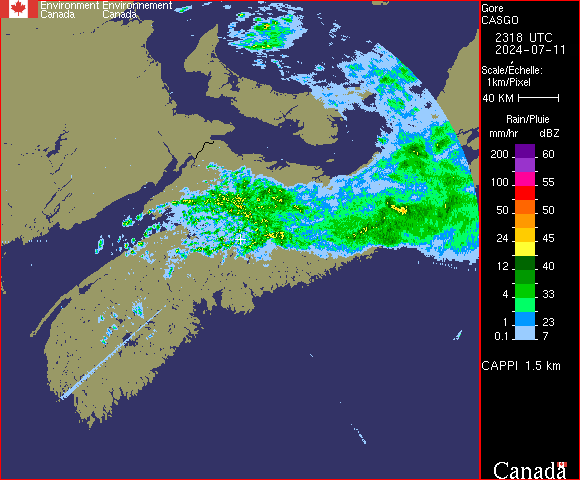 Environment Environnement
Canada Canada
Gore
CASGO
2318 UTC
2024-07-11
Scale/Échelle:
1km/Pixel
40 KM
Rain/Pluie
mm/hr dBZ
200 60
100 55
50 50
24 45
12 40
4 33
1 23
0.1 7
CAPPI 1.5 km
Canada